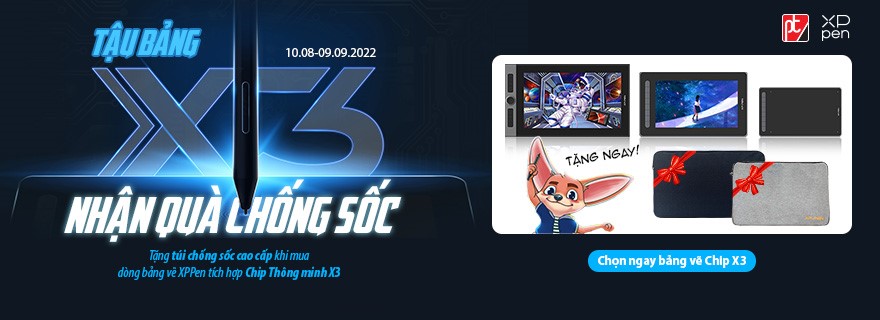 TẬU BẢNG
10.08-09.09.2022
X3
NHẬN QUÀ CHỐNG SỐC
Tặng túi chống sốc cao cấp khi mua
dòng bảng vẽ XPPen tích hợp Chip Thông minh X3
pt
XP
pen
TẶNG NGAY!
Chọn ngay bảng vẽ Chip X3